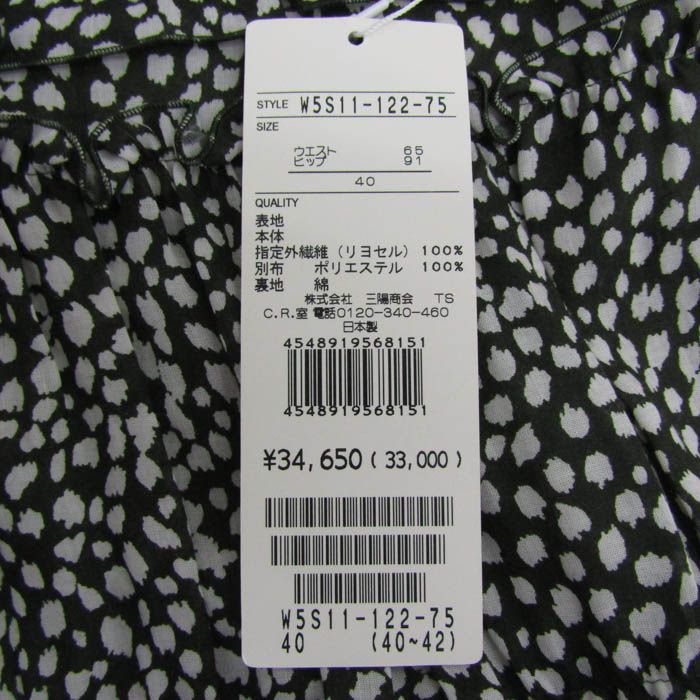 STYLE W5S11-122-75
SIZE
ウエスト 65
ヒップ 91
40
QUALITY
表地
本体
指定外繊維（リヨセル）100%
別布 ポリエステル 100%
裏地 綿
株式会社 三陽商会 TS
C.R.室 電話0120-340-460
日本製
4548919568151
4548919568151
¥34,650(33,000)
W5S11-122-75
40 (40~42)